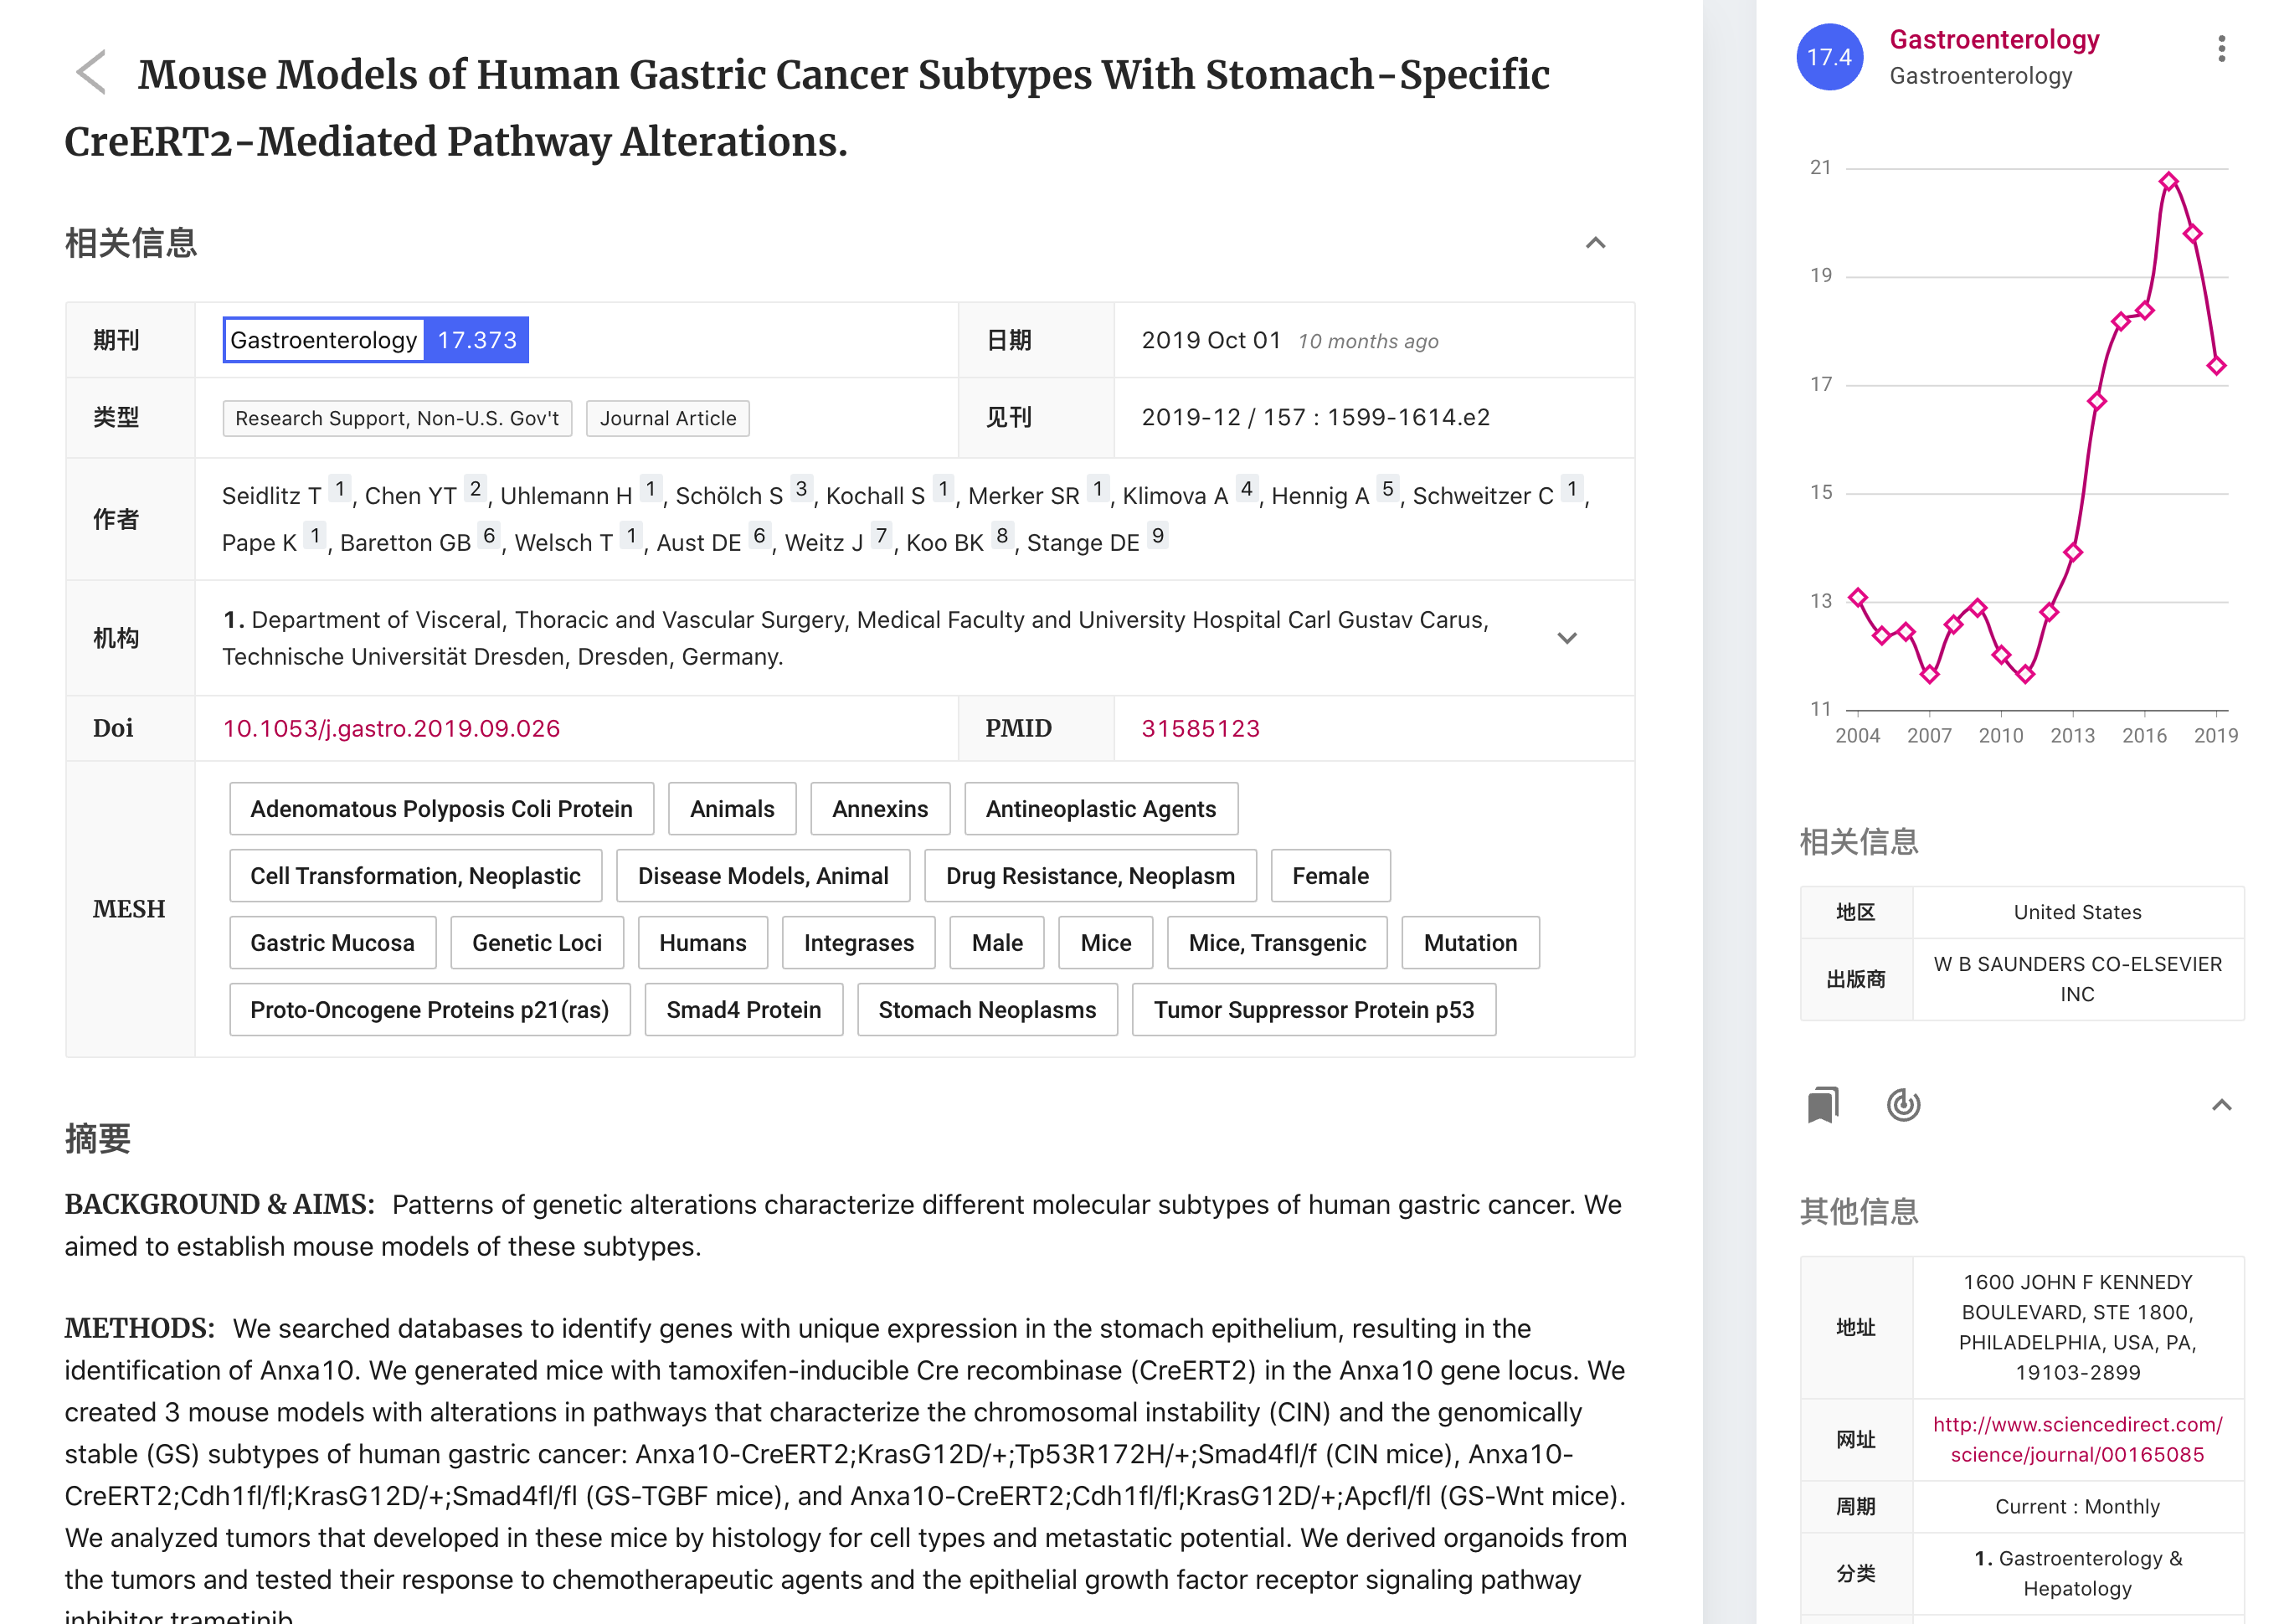 Mouse Models of Human Gastric Cancer Subtypes With Stomach-Specific
CreERT2-Mediated Pathway Alterations.
相关信息
期刊
Gastroenterology 17.373
日期
2019 Oct 01 10 months ago
类型
Research Support, Non-U.S. Gov't Journal Article
见刊
2019-12 / 157 : 1599-1614.e2
作者
Seidlitz T 1, Chen YT 2, Uhlemann H 1, Schölch S 3, Kochall S 1, Merker SR 1, Klimova A 4, Hennig A 5, Schweitzer C 1,
Pape K 1, Baretton GB 6, Welsch T 1, Aust DE 6, Weitz J 7, Koo BK 8, Stange DE 9
机构
1. Department of Visceral, Thoracic and Vascular Surgery, Medical Faculty and University Hospital Carl Gustav Carus,
Technische Universität Dresden, Dresden, Germany.
Doi
10.1053/j.gastro.2019.09.026
PMID
31585123
MESH
Adenomatous Polyposis Coli Protein Animals Annexins Antineoplastic Agents
Cell Transformation, Neoplastic Disease Models, Animal Drug Resistance, Neoplasm Female
Gastric Mucosa Genetic Loci Humans Integrases Male Mice Mice, Transgenic Mutation
Proto-Oncogene Proteins p21(ras) Smad4 Protein Stomach Neoplasms Tumor Suppressor Protein p53
摘要
BACKGROUND & AIMS: Patterns of genetic alterations characterize different molecular subtypes of human gastric cancer. We
aimed to establish mouse models of these subtypes.
METHODS: We searched databases to identify genes with unique expression in the stomach epithelium, resulting in the
identification of Anxa10. We generated mice with tamoxifen-inducible Cre recombinase (CreERT2) in the Anxa10 gene locus. We
created 3 mouse models with alterations in pathways that characterize the chromosomal instability (CIN) and the genomically
stable (GS) subtypes of human gastric cancer: Anxa10-CreERT2;KrasG12D/+;Tp53R172H/+;Smad4fl/f (CIN mice), Anxa10-
CreERT2;Cdh1fl/fl;KrasG12D/+;Smad4fl/fl (GS-TGBF mice), and Anxa10-CreERT2;Cdh1fl/fl;KrasG12D/+;Apcfl/fl (GS-Wnt mice).
We analyzed tumors that developed in these mice by histology for cell types and metastatic potential. We derived organoids from
the tumors and tested their response to chemotherapeutic agents and the epithelial growth factor receptor signaling pathway
inhibitor trametinib.
17.4
Gastroenterology
Gastroenterology
21
19
17
15
13
11
2004 2007 2010 2013 2016 2019
相关信息
地区
United States
出版商
W B SAUNDERS CO-ELSEVIER
INC
其他信息
地址
1600 JOHN F KENNEDY
BOULEVARD, STE 1800,
PHILADELPHIA, USA, PA,
19103-2899
网址
http://www.sciencedirect.com/
science/journal/00165085
周期
Current : Monthly
分类
1. Gastroenterology &
Hepatology